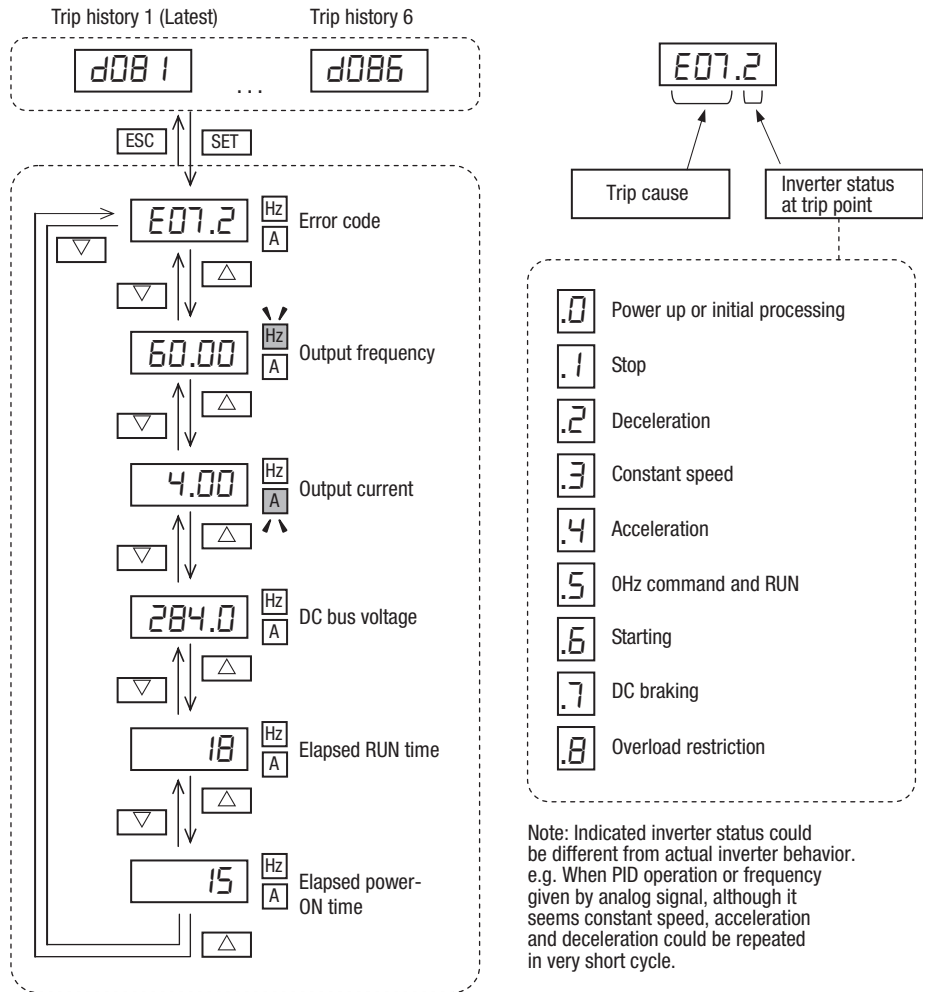 Trip history 1 (Latest)
Trip history 6
d081
...
d086
ESC
SET
E07.2
Hz
A
Error code
60.00
Hz
A
Output frequency
4.00
Hz
A
Output current
284.0
Hz
A
DC bus voltage
18
Hz
A
Elapsed RUN time
15
Hz
A
Elapsed power-
ON time
E07.2
Trip cause
Inverter status
at trip point
.0
Power up or initial processing
.1
Stop
.2
Deceleration
.3
Constant speed
.4
Acceleration
.5
0Hz command and RUN
.6
Starting
.7
DC braking
.8
Overload restriction
Note: Indicated inverter status could
be different from actual inverter behavior.
e.g. When PID operation or frequency
given by analog signal, although it
seems constant speed, acceleration
and deceleration could be repeated
in very short cycle.